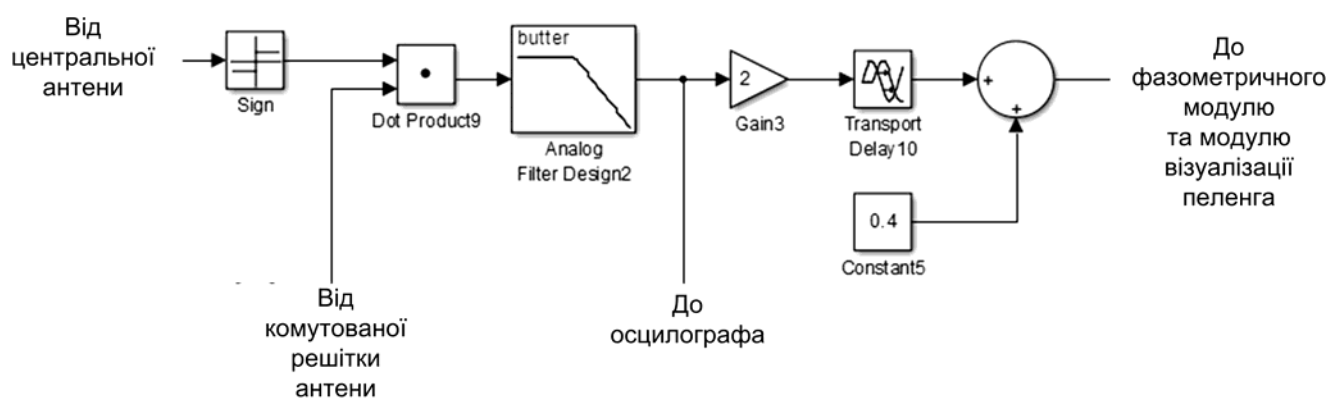 Від
центральної
антени
Sign
Dot Product9
butter
Analog
Filter Design2
2
Gain3
Transport
Delay10
+
+
0.4
Constant5
До
фазометричного
модулю
та модулю
візуалізації
пеленга
Від
комутованої
решітки
антени
До
осцилографа